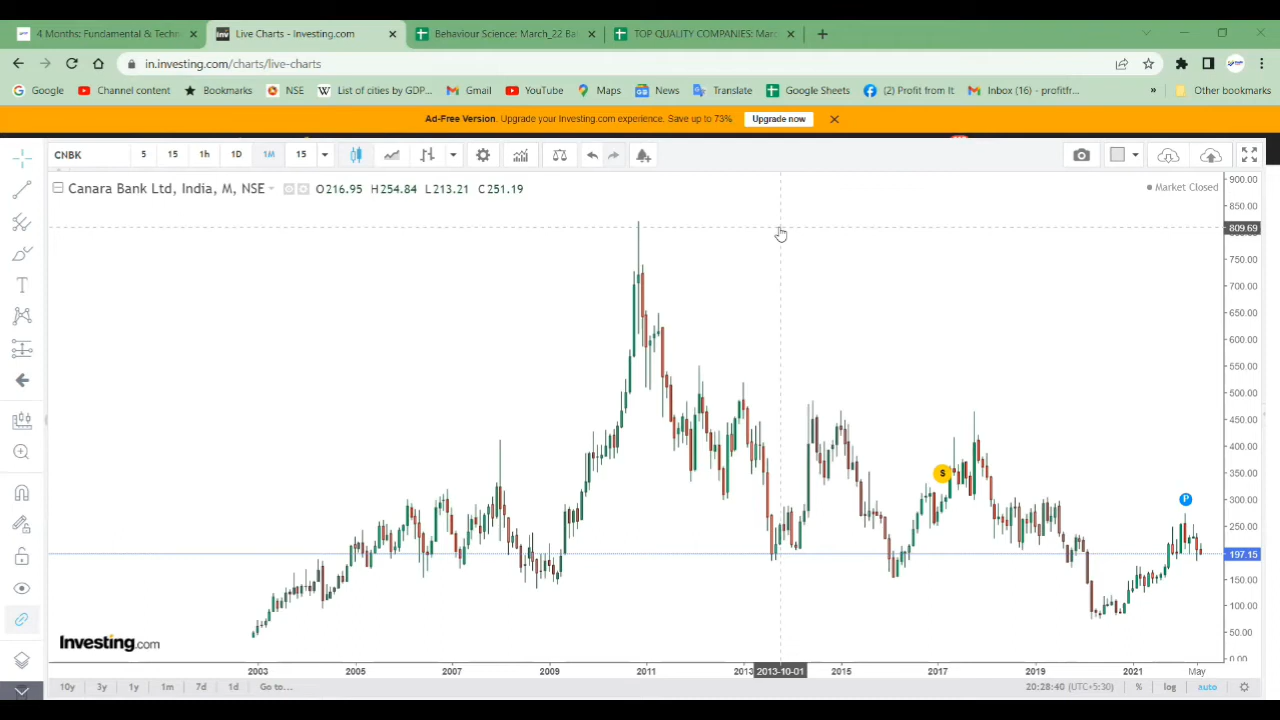 4 Months: Fundamental & Techn
Live Charts - Investing.com
Behaviour Science: March_22 Ba
TOP QUALITY COMPANIES: Mar
in.investing.com/charts/live-charts
Google
Channel content
Bookmarks
NSE
List of cities by GDP...
Gmail
YouTube
Maps
News
Translate
Google Sheets
(2) Profit from It
Inbox (16) - profitfr...
»
Other bookmarks
Ad-Free Version. Upgrade your Investing.com experience. Save up to 73%
Upgrade now
CNBK
5
15
1h
1D
1M
15
Canara Bank Ltd, India, M, NSE
O216.95 H254.84 L213.21 C251.19
Market Closed
900.00
850.00
809.69
750.00
700.00
650.00
600.00
550.00
500.00
450.00
400.00
350.00
300.00
250.00
197.15
150.00
100.00
50.00
0.00
$
P
Investing.com
2003
2005
2007
2009
2011
2013
2013-10-01
2015
2017
2019
2021
May
10y
3y
1y
1m
7d
1d
Go to...
20:28:40 (UTC+5:30)
%
log
auto